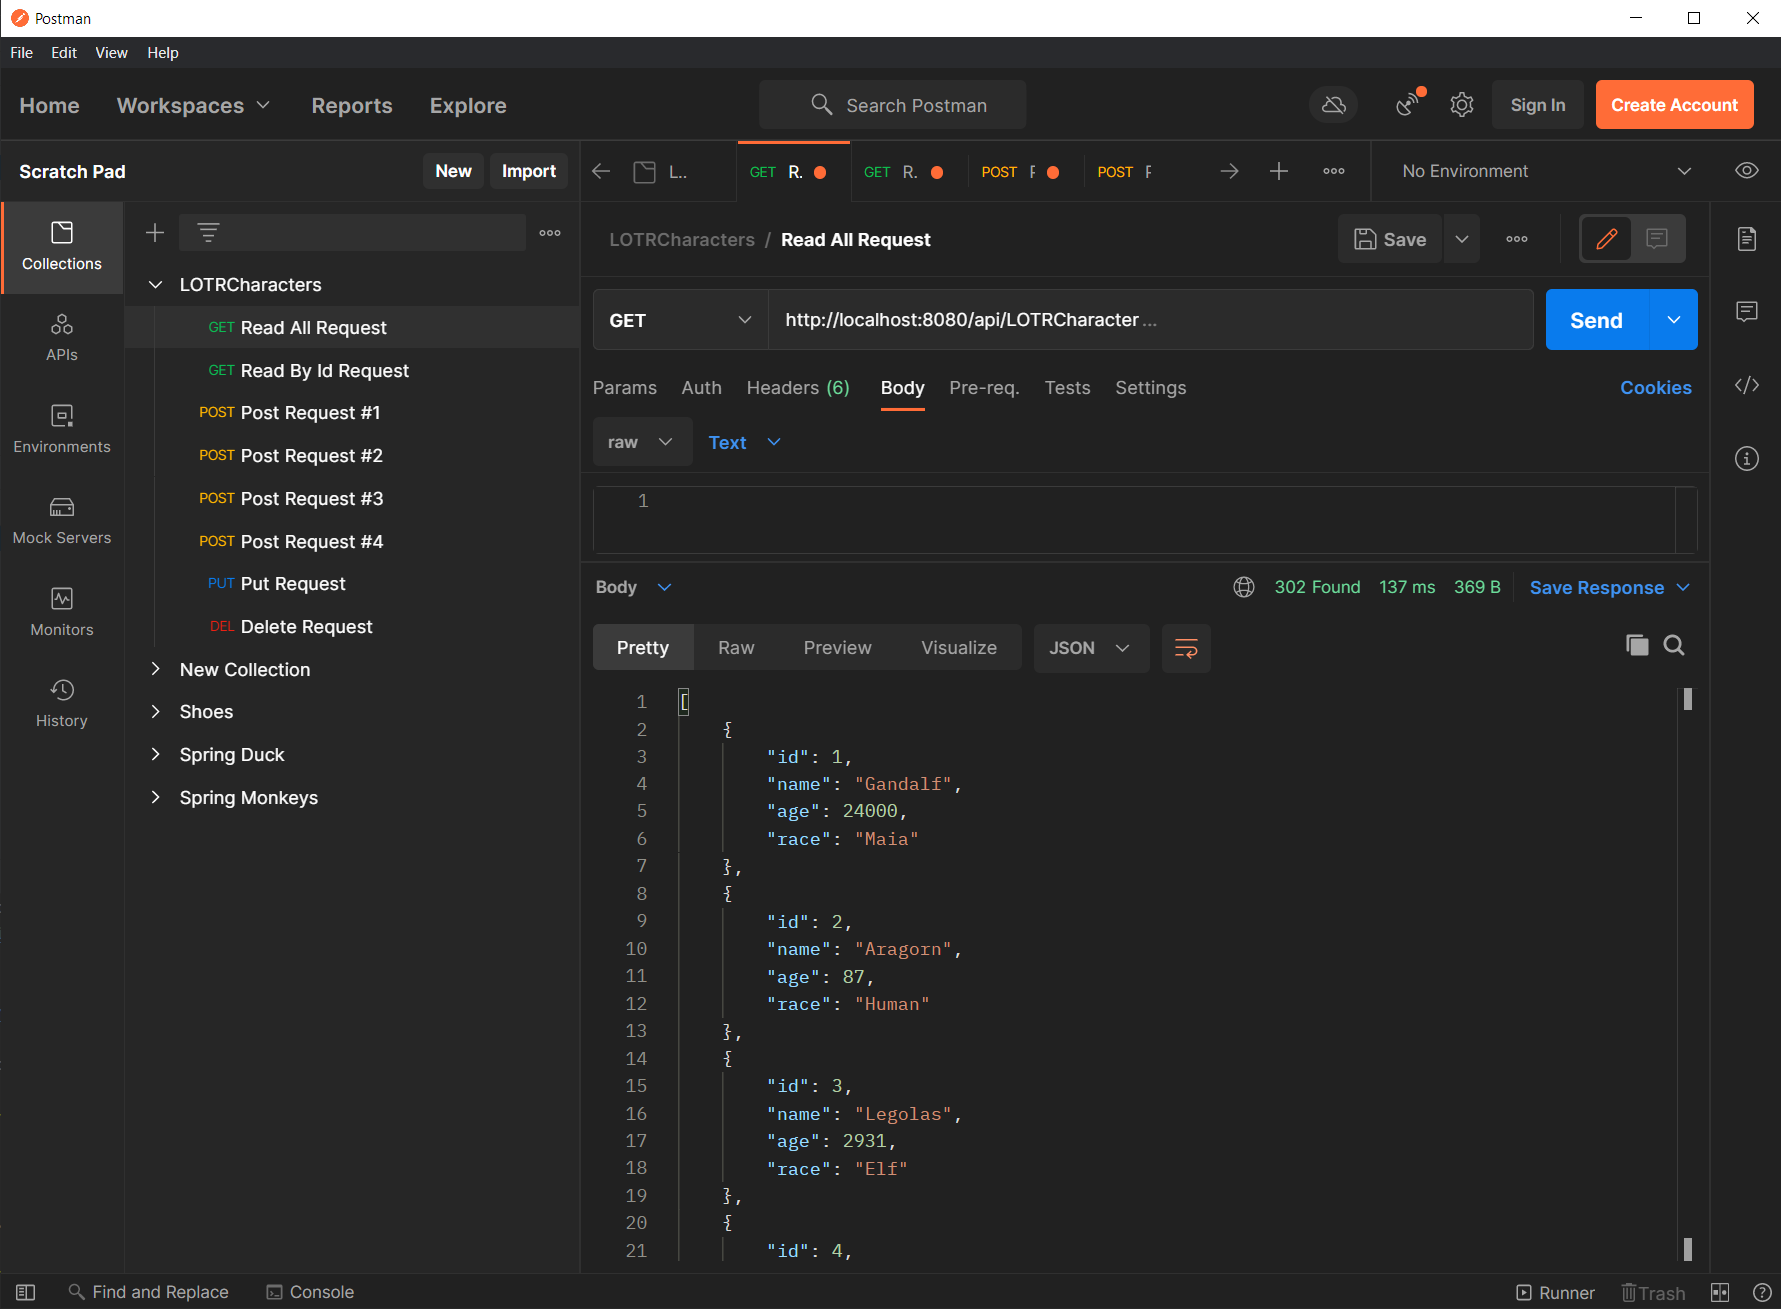 Postman
File Edit View Help
Home Workspaces Reports Explore Search Postman Sign In Create Account
Scratch Pad New Import L.. GET R. GET R. POST POST No Environment
Collections
APIs
Environments
Mock Servers
Monitors
History
LOTRCharacters
GET Read All Request
GET Read By Id Request
POST Post Request #1
POST Post Request #2
POST Post Request #3
POST Post Request #4
PUT Put Request
DEL Delete Request
New Collection
Shoes
Spring Duck
Spring Monkeys
LOTRCharacters / Read All Request Save
GET http://localhost:8080/api/LOTRCharacter ... Send
Params Auth Headers (6) Body Pre-req. Tests Settings Cookies
raw Text
1
Body 302 Found 137 ms 369 B Save Response
Pretty Raw Preview Visualize JSON
1 [
2 {
3 "id": 1,
4 "name": "Gandalf",
5 "age": 24000,
6 "race": "Maia"
7 },
8 {
9 "id": 2,
10 "name": "Aragorn",
11 "age": 87,
12 "race": "Human"
13 },
14 {
15 "id": 3,
16 "name": "Legolas",
17 "age": 2931,
18 "race": "Elf"
19 },
20 {
21 "id": 4,
Find and Replace Console Runner Trash